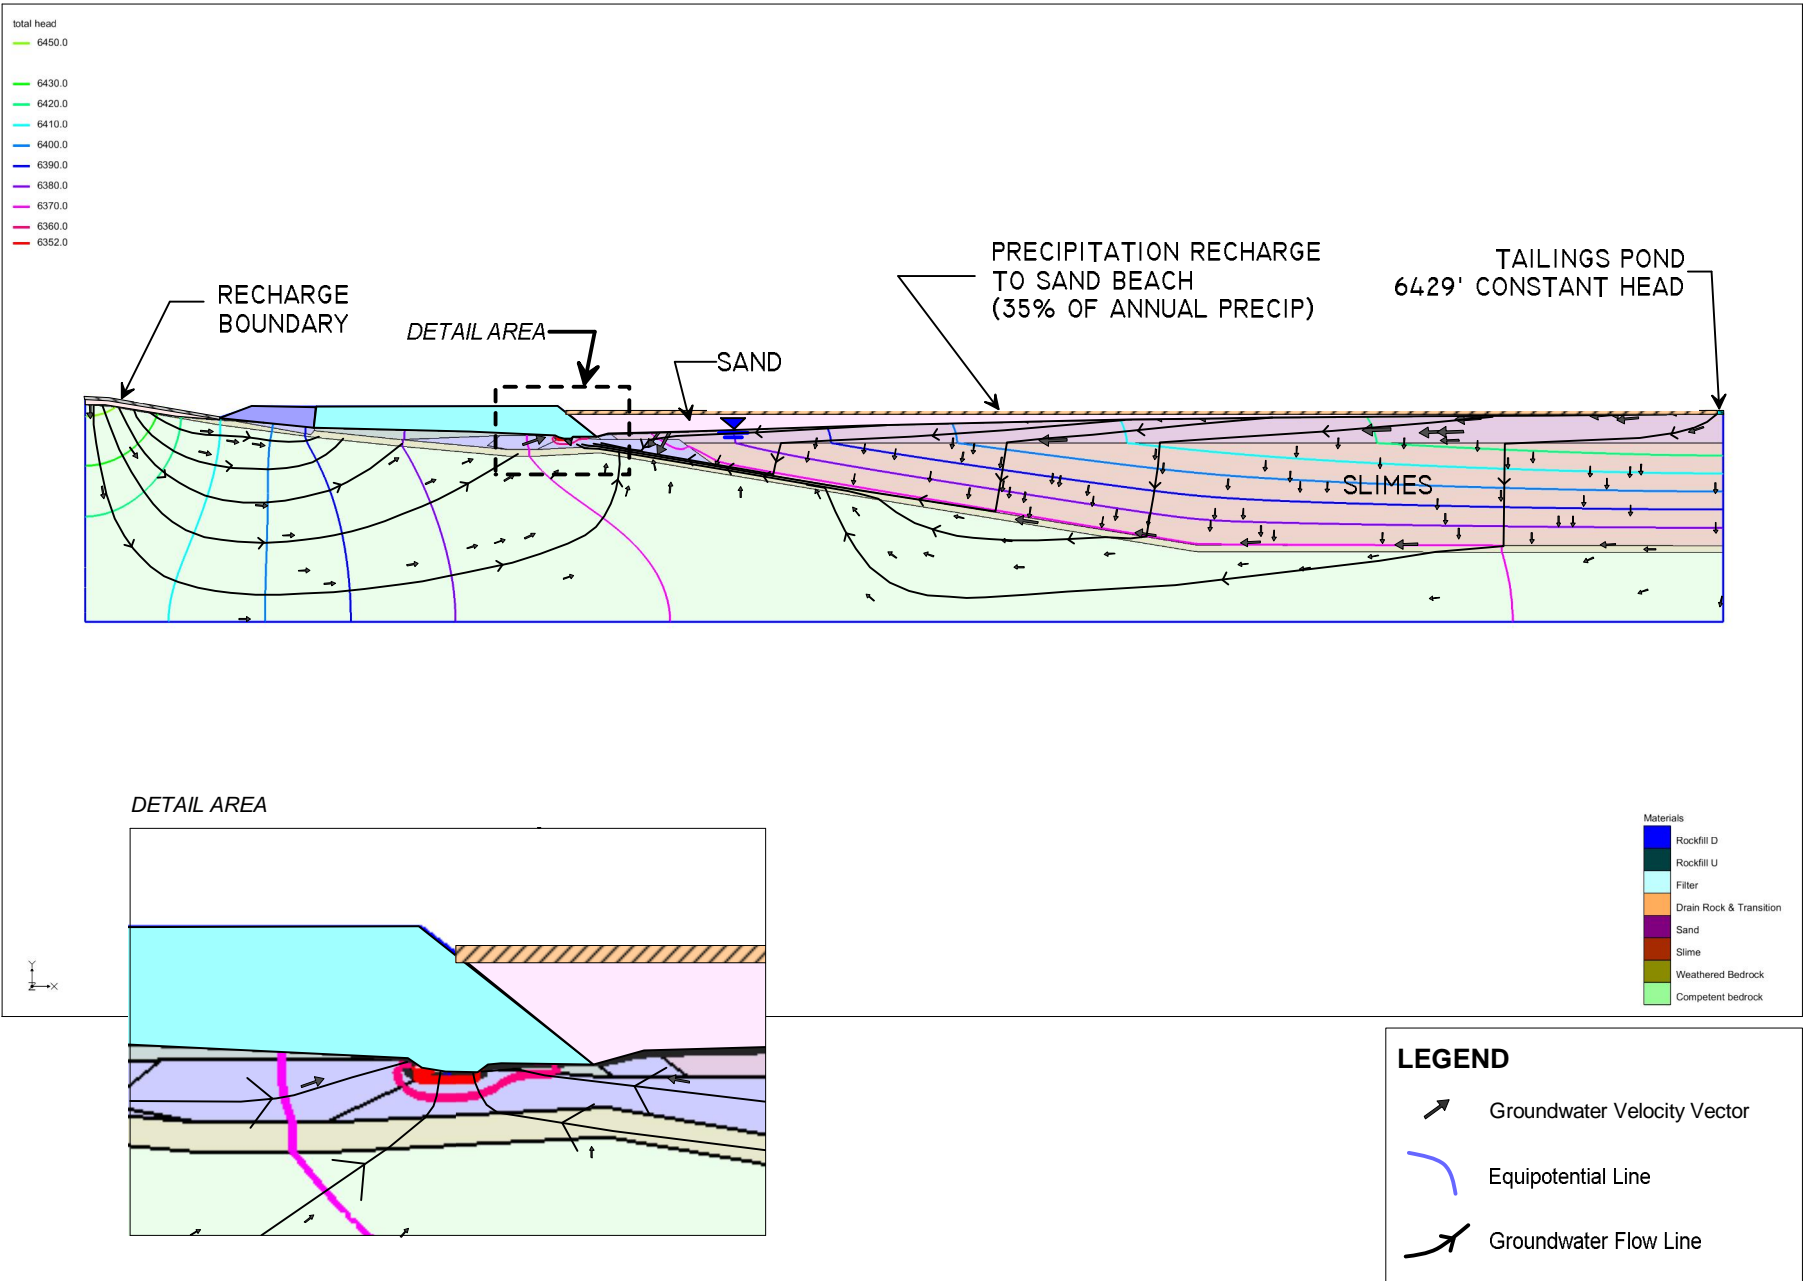 total head
6450.0
6430.0
6420.0
6410.0
6400.0
6390.0
6380.0
6370.0
6360.0
6352.0
RECHARGE
BOUNDARY
DETAIL AREA
SAND
PRECIPITATION RECHARGE
TO SAND BEACH
(35% OF ANNUAL PRECIP)
TAILINGS POND
6429' CONSTANT HEAD
SLIMES
DETAIL AREA
Y
Z X
Materials
Rockfill D
Rockfill U
Filter
Drain Rock & Transition
Sand
Slime
Weathered Bedrock
Competent bedrock
LEGEND
Groundwater Velocity Vector
Equipotential Line
Groundwater Flow Line